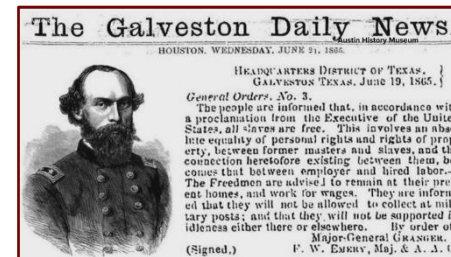 The Galveston Daily News.
Austin History Museum
HOUSTON, WEDNESDAY, JUNE 21, 1865.
HEADQUARTERS DISTRICT OF TEXAS, }
GALVESTON TEXAS, June 19, 1865. }
General Orders, No. 3.
The people are informed that, in accordance wit
a proclamation from the Executive of the Unite
States, all slaves are free. This involves an abso
lute equality of personal rights and rights of prop
erty, between former masters and slaves, and th
connection heretofore existing between them, be
comes that between employer and hired labor.—
The Freedmen are advised to remain at their pres
ent homes, and work for wages. They are inform
ed that they will not be allowed to collect at mil
tary posts; and that they will not be supported i
idleness either there or elsewhere. By order of
Major-General GRANGER.
(Signed,) F. W. EMERY, Maj. & A. A. G